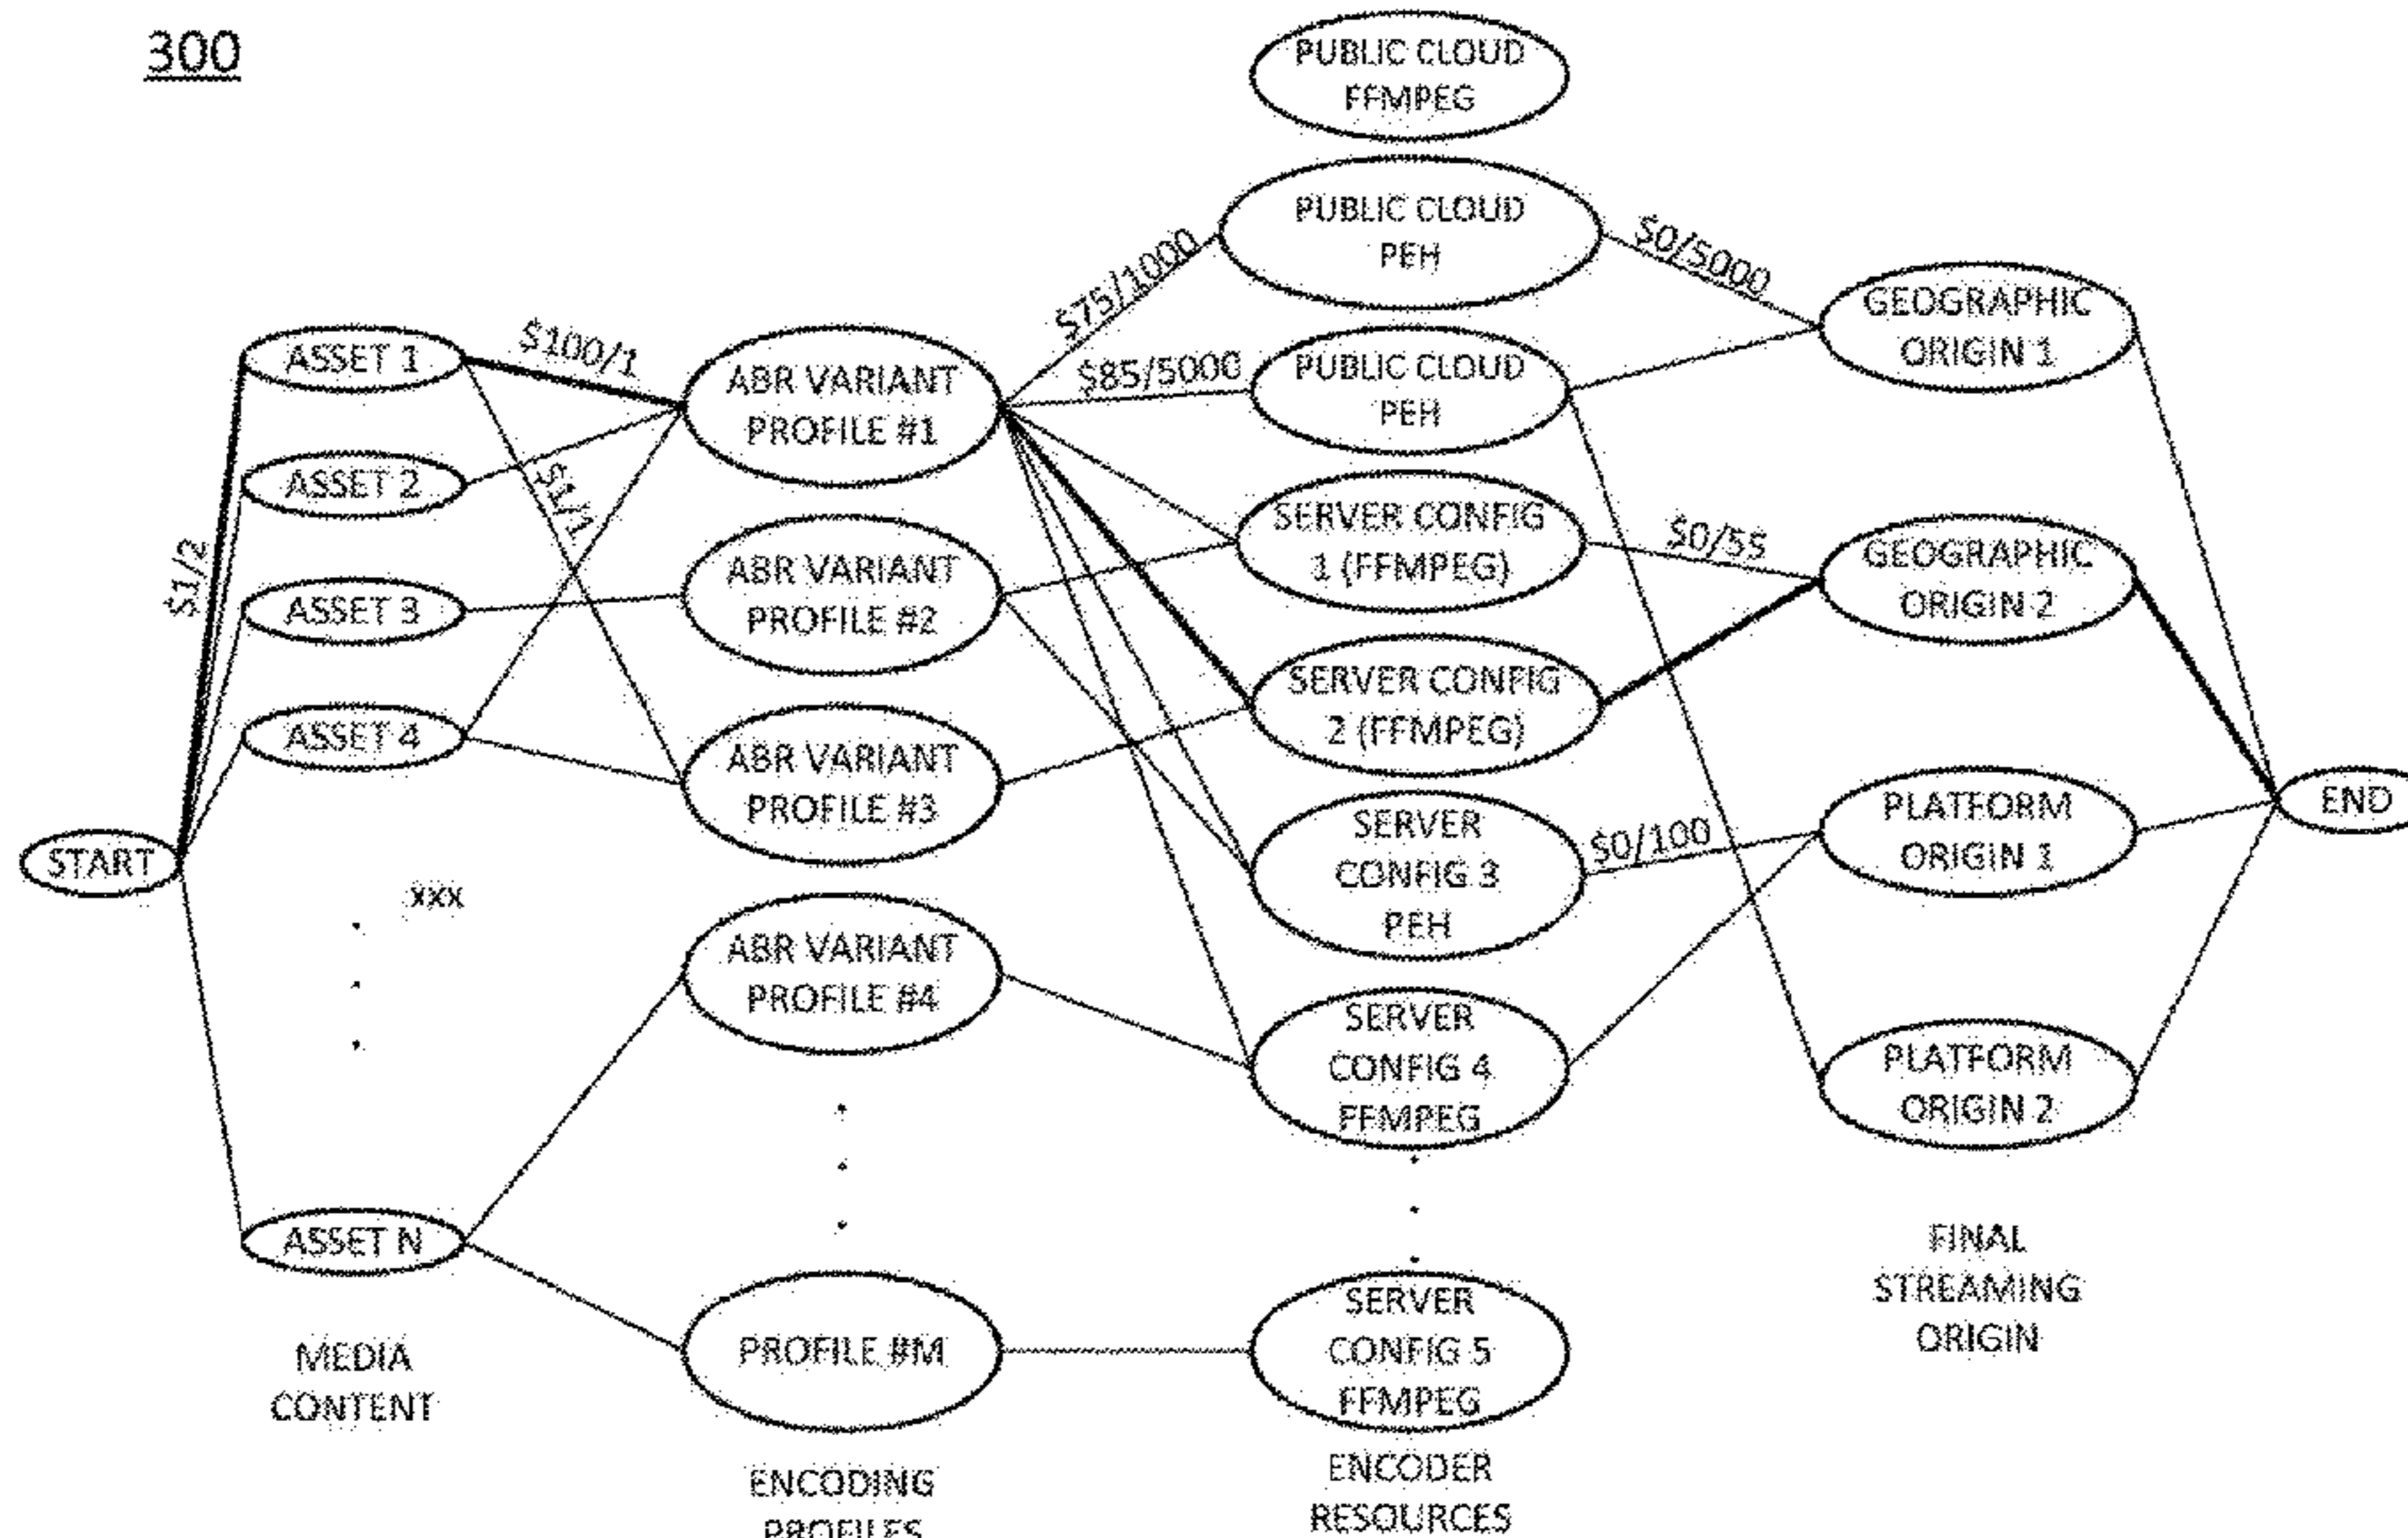 300
PUBLIC CLOUD
FFMPEG
PUBLIC CLOUD
PEH
PUBLIC CLOUD
PEH
SERVER CONFIG
1 (FFMPEG)
SERVER CONFIG
2 (FFMPEG)
SERVER
CONFIG 3
PEH
SERVER
CONFIG 4
FFMPEG
SERVER
CONFIG 5
FFMPEG
ENCODER
RESOURCES
START
$1/2
ASSET 1
ASSET 2
ASSET 3
ASSET 4
xxx
ASSET N
MEDIA
CONTENT
$100/1
$1/1
ABR VARIANT
PROFILE #1
ABR VARIANT
PROFILE #2
ABR VARIANT
PROFILE #3
ABR VARIANT
PROFILE #4
PROFILE #M
ENCODING
PROFILES
$75/1000
$85/5000
$0/5000
$0/55
$0/100
GEOGRAPHIC
ORIGIN 1
GEOGRAPHIC
ORIGIN 2
PLATFORM
ORIGIN 1
PLATFORM
ORIGIN 2
FINAL
STREAMING
ORIGIN
END